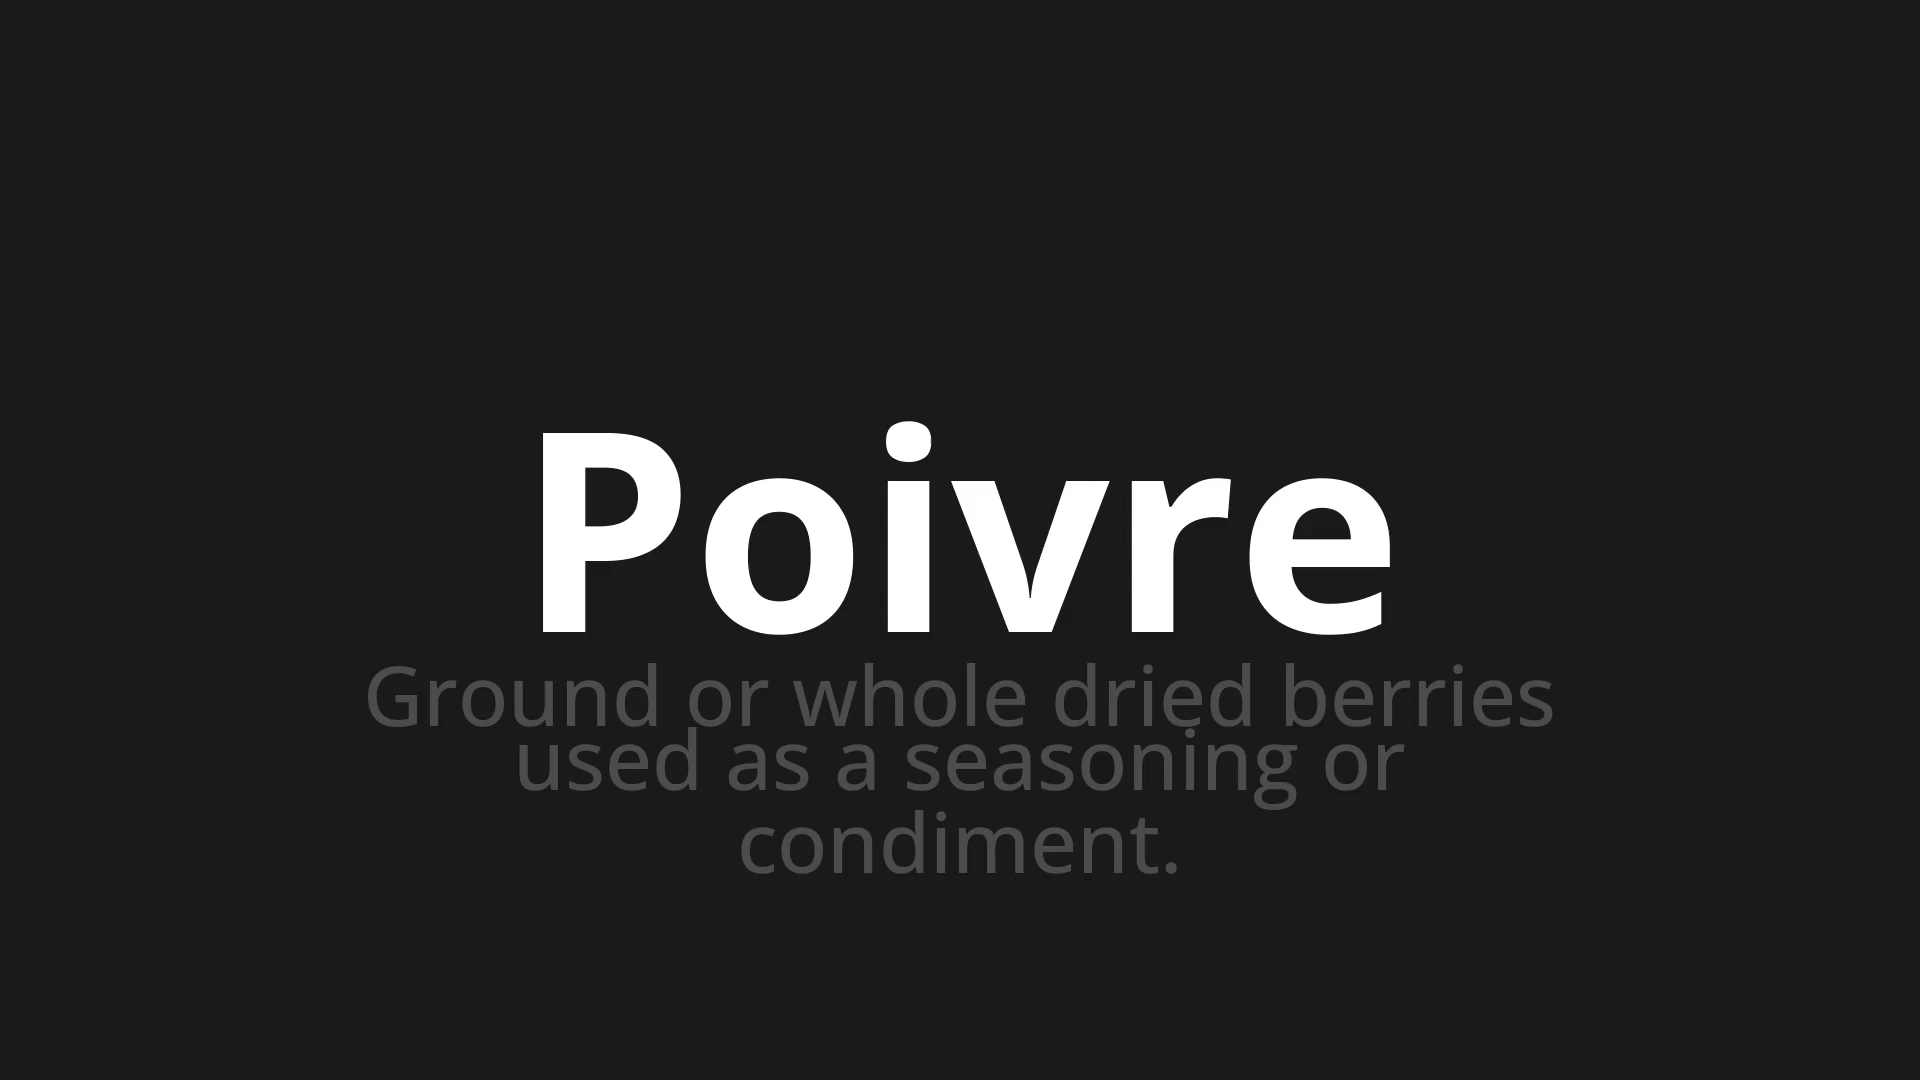 Poivre
Ground or whole dried berries
used as a seasoning or
condiment.